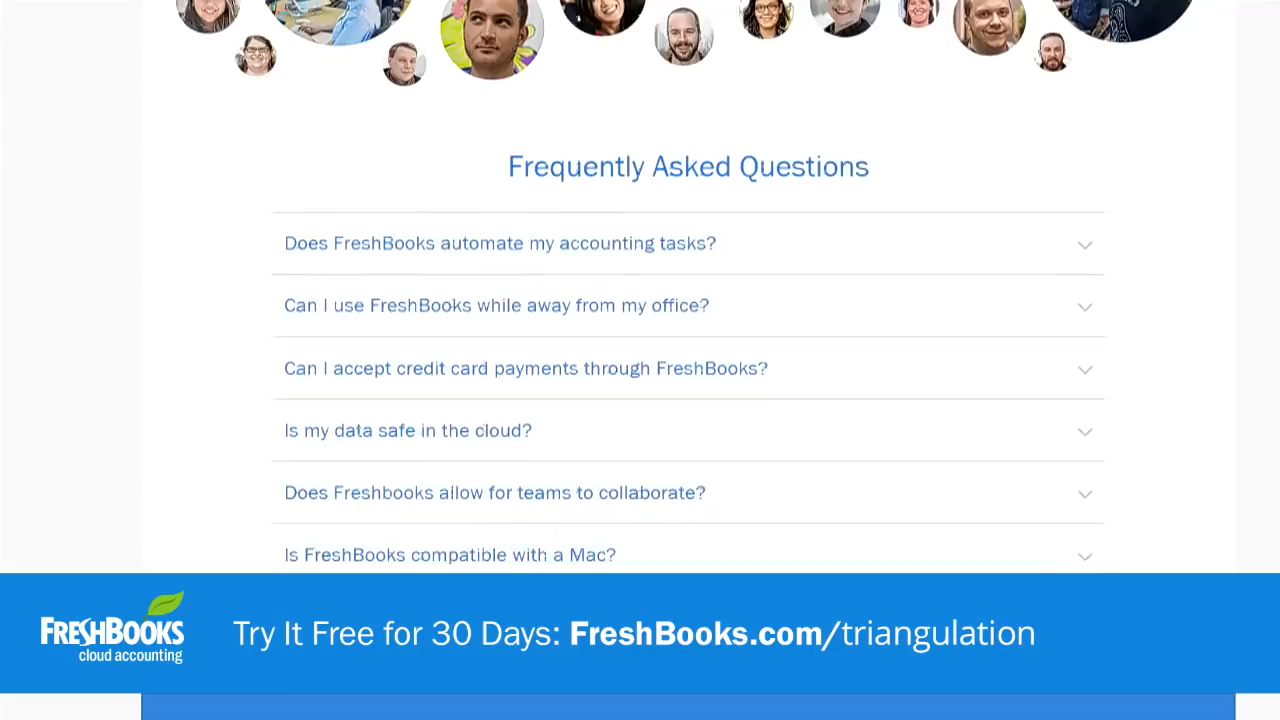 Frequently Asked Questions
Does FreshBooks automate my accounting tasks?
Can I use FreshBooks while away from my office?
Can I accept credit card payments through FreshBooks?
Is my data safe in the cloud?
Does Freshbooks allow for teams to collaborate?
Is FreshBooks compatible with a Mac?
FRESHBOOKS
cloud accounting
Try It Free for 30 Days: FreshBooks.com/triangulation